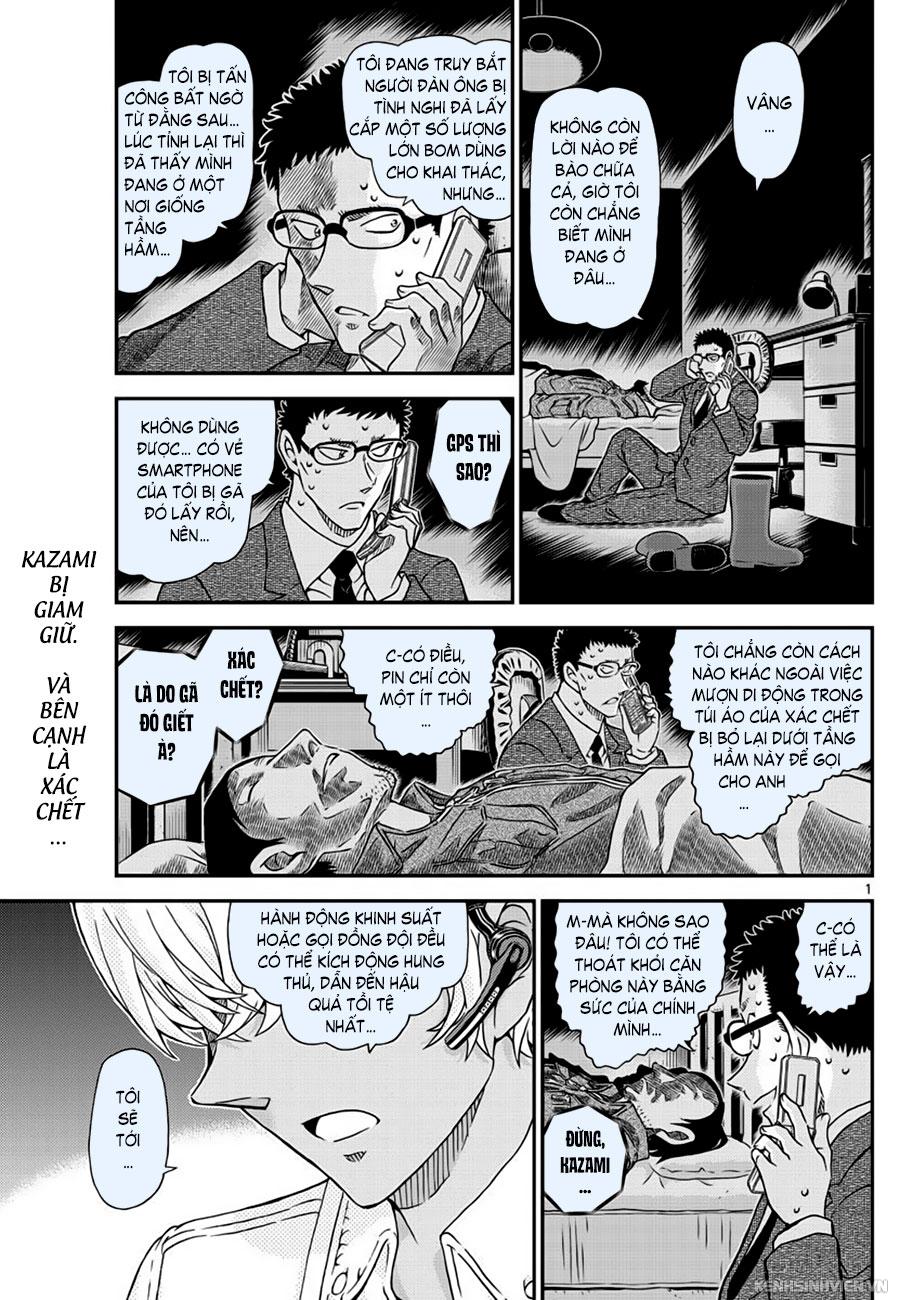 VÂNG
...
KHÔNG CÒN
LỜI NÀO ĐỂ
BÀO CHỮA
CẢ, GIỜ TÔI
CÒN CHẲNG
BIẾT MÌNH
ĐANG Ở
ĐÂU...
TÔI ĐANG TRUY BẮT
NGƯỜI ĐÀN ÔNG BỊ
TÌNH NGHI ĐÃ LẤY
CẮP MỘT SỐ LƯỢNG
LỚN BOM DÙNG
CHO KHAI THÁC,
NHƯNG...
TÔI BỊ TẤN
CÔNG BẤT NGỜ
TỪ ĐẰNG SAU...
LÚC TỈNH LẠI THÌ
ĐÃ THẤY MÌNH
ĐANG Ở MỘT
NƠI GIỐNG
TẦNG
HẦM...
GPS THÌ
SAO?
KHÔNG DÙNG
ĐƯỢC... CÓ VẺ
SMARTPHONE
CỦA TÔI BỊ GÃ
ĐÓ LẤY RỒI,
NÊN...
KAZAMI
BỊ
GIAM
GIỮ.
VÀ
BÊN
CẠNH
LÀ
XÁC
CHẾT
...
TÔI CHẲNG CÒN CÁCH
NÀO KHÁC NGOÀI VIỆC
MƯỢN DI ĐỘNG TRONG
TÚI ÁO CỦA XÁC CHẾT
BỊ BỎ LẠI DƯỚI TẦNG
HẦM NÀY ĐỂ GỌI
CHO ANH
...
C-CÓ ĐIỀU,
PIN CHỈ CÒN
MỘT ÍT THÔI
...
XÁC
CHẾT?
LÀ DO GÃ
ĐÓ GIẾT
À?
1
C-CÓ
THỂ LÀ
VẬY...
M-MÀ KHÔNG SAO
ĐÂU! TÔI CÓ THỂ
THOÁT KHỎI CĂN
PHÒNG NÀY BẰNG
SỨC CỦA CHÍNH
MÌNH...
ĐỪNG,
KAZAMI
...
HÀNH ĐỘNG KHINH SUẤT
HOẶC GỌI ĐỒNG ĐỘI ĐỀU
CÓ THỂ KÍCH ĐỘNG HUNG
THỦ, DẪN ĐẾN HẬU
QUẢ TỒI TỆ
NHẤT...
TÔI
SẼ
TỚI
...
KENHSINHVIEN.VN